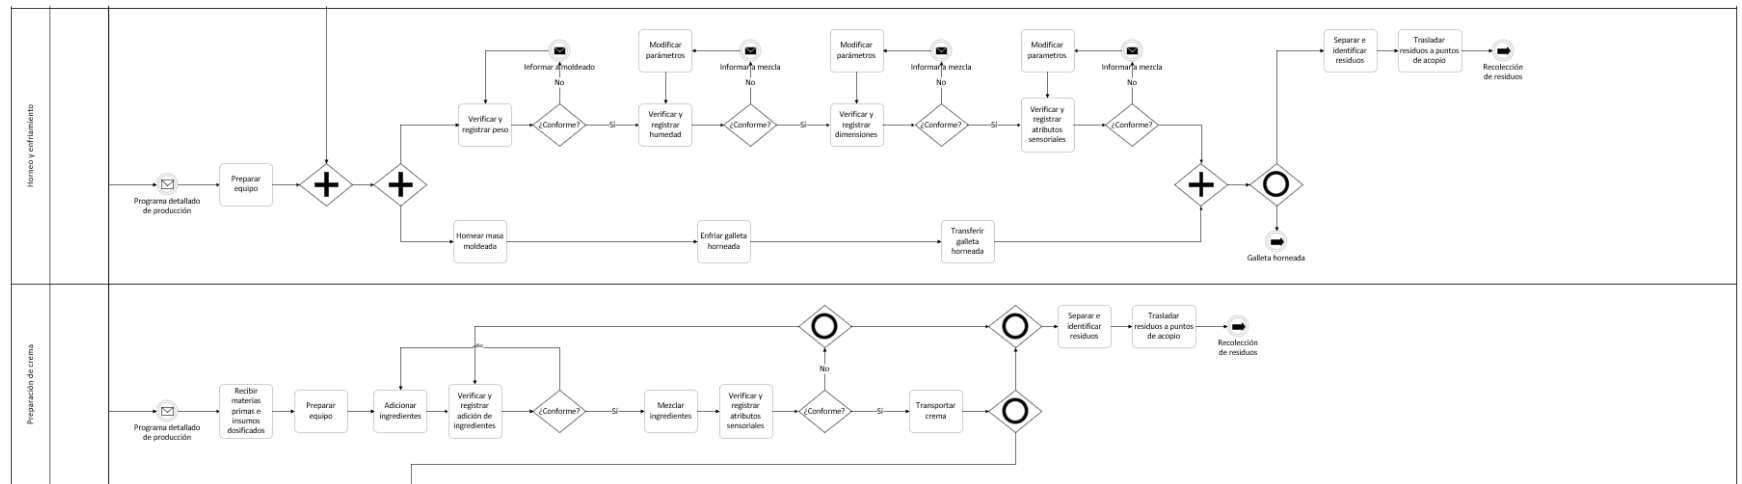 Horneo y enfriamiento
Programa detallado
de producción
Preparar
equipo
Verificar y
registrar peso
¿Conforme?
No
Informar a moldeado
Sí
Modificar
parámetros
Verificar y
registrar
humedad
¿Conforme?
No
Informar a mezcla
Sí
Modificar
parámetros
Verificar y
registrar
dimensiones
¿Conforme?
No
Informar a mezcla
Sí
Modificar
parametros
Verificar y
registrar
atributos
sensoriales
¿Conforme?
No
Informar a mezcla
Hornear masa
moldeada
Enfriar galleta
horneada
Transferir
galleta
horneada
Separar e
identificar
residuos
Trasladar
residuos a puntos
de acopio
Recolección
de residuos
Galleta horneada
Preparación de crema
Programa detallado
de producción
Recibir
materias
primas e
insumos
dosificados
Preparar
equipo
Adicionar
ingredientes
Verificar y
registrar
adición de
ingredientes
¿Conforme?
Sí
Mezclar
ingredientes
Verificar y
registrar
atributos
sensoriales
¿Conforme?
No
Sí
Transportar
crema
Separar e
identificar
residuos
Trasladar
residuos a puntos
de acopio
Recolección
de residuos